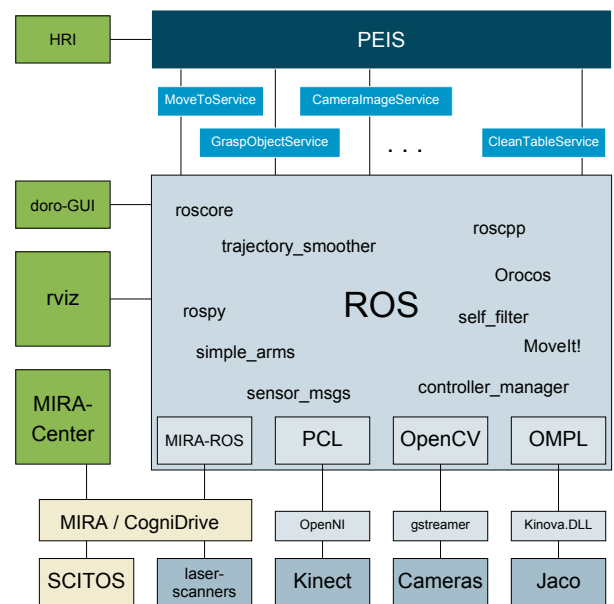 HRI
PEIS
MoveToService
CameraImageService
GraspObjectService
. . .
CleanTableService
doro-GUI
roscore
roscpp
trajectory_smoother
Orocos
rviz
ROS
rospy
self_filter
simple_arms
MoveIt!
sensor_msgs
controller_manager
MIRA-
Center
MIRA-ROS
PCL
OpenCV
OMPL
MIRA / CogniDrive
OpenNI
gstreamer
Kinova.DLL
SCITOS
laser-
scanners
Kinect
Cameras
Jaco